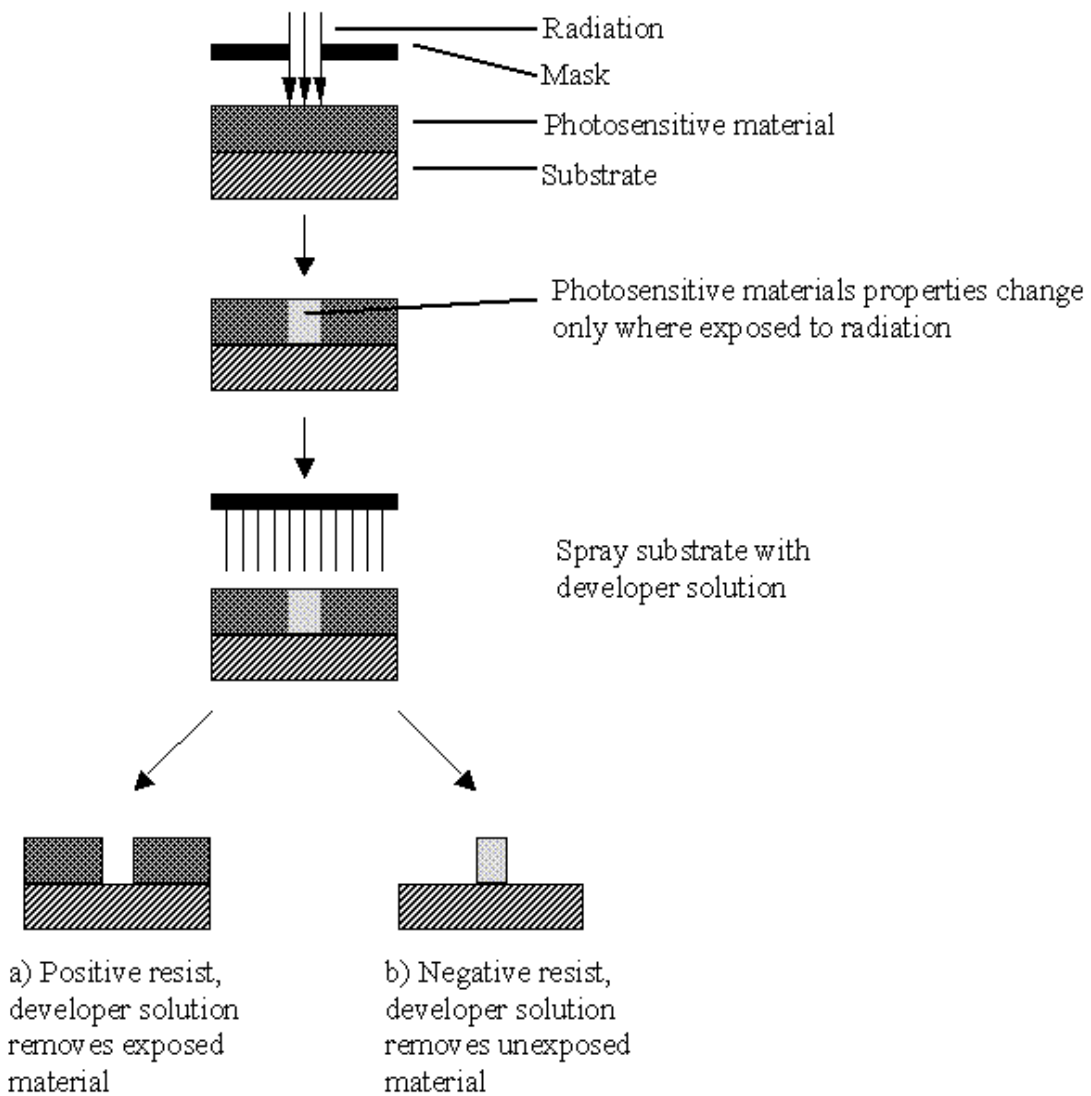 Radiation
Mask
Photosensitive material
Substrate
Photosensitive materials properties change
only where exposed to radiation
Spray substrate with
developer solution
a) Positive resist,
developer solution
removes exposed
material
b) Negative resist,
developer solution
removes unexposed
material